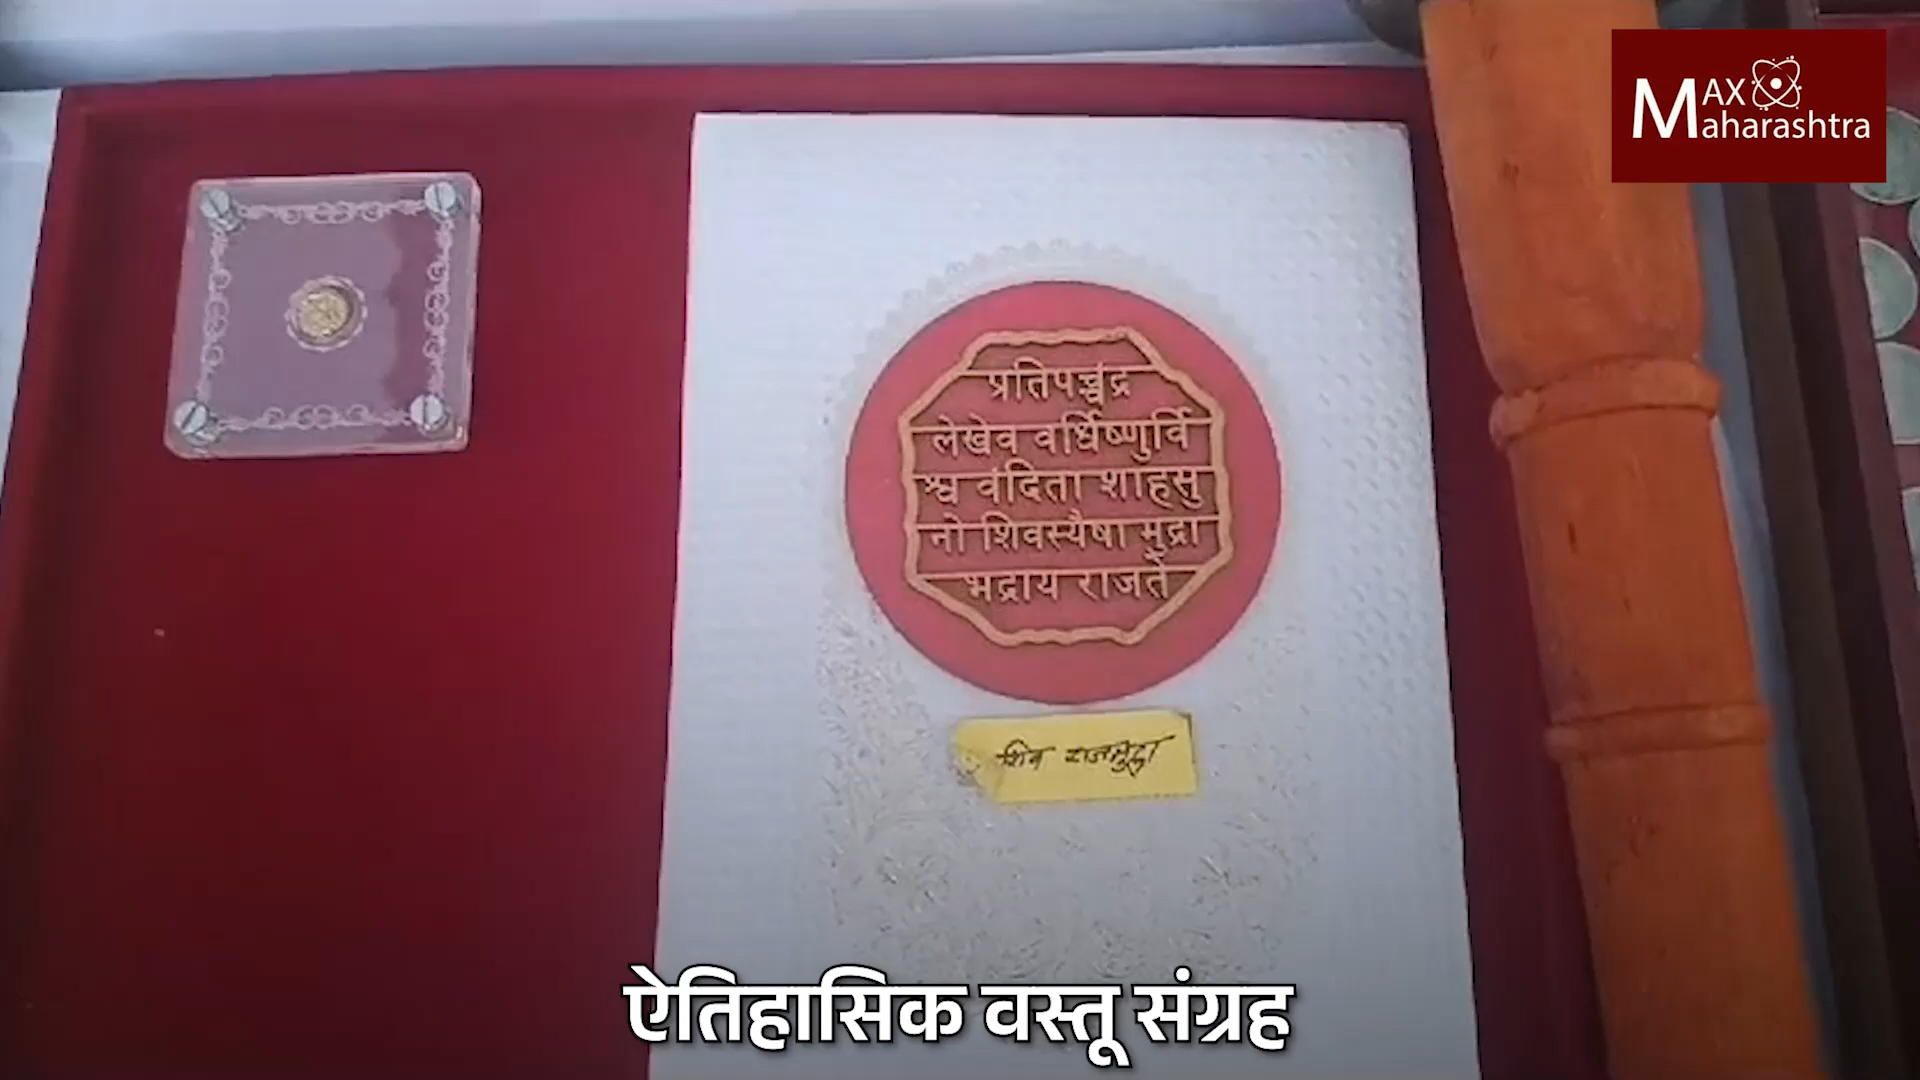 MAX
Maharashtra
प्रतिपच्चंद्र
लेखेव वर्धिष्णुर्वि
श्व वंदिता शाहसु
नो शिवस्यैषा मुद्रा
भद्राय राजते
शिव राजमुद्रा
ऐतिहासिक वस्तू संग्रह